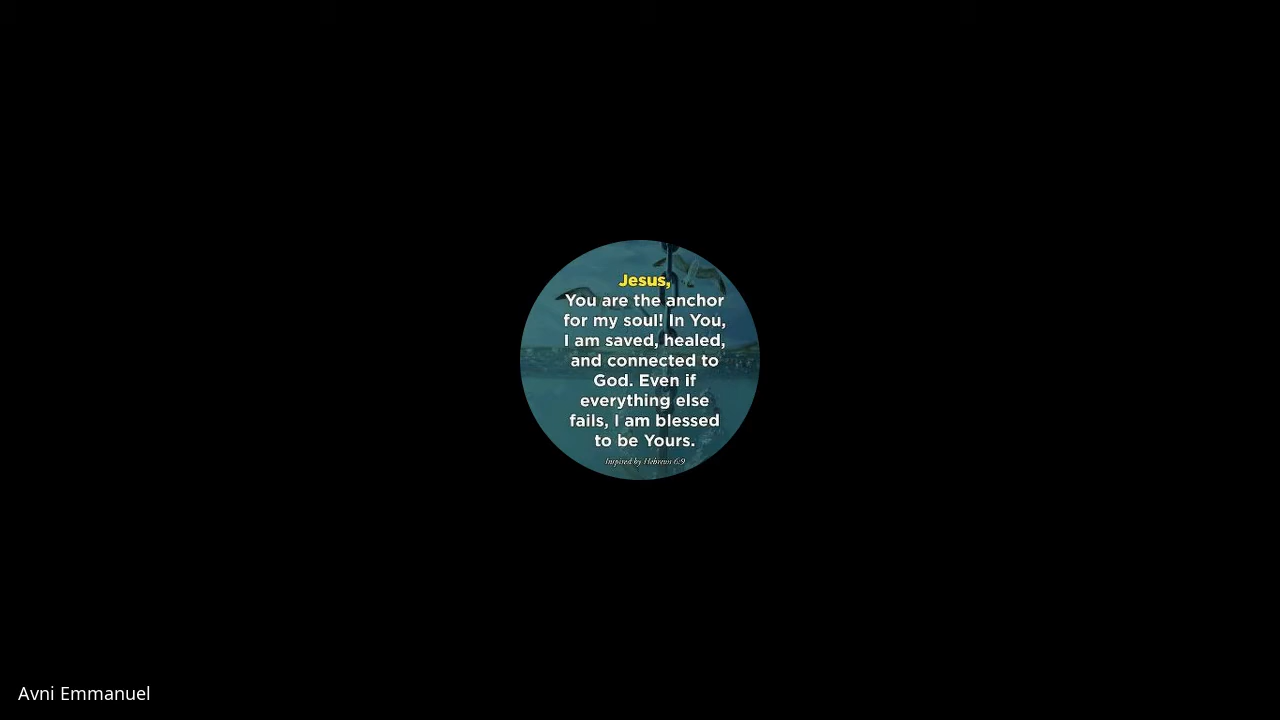 Jesus,
You are the anchor
for my soul! In You,
I am saved, healed,
and connected to
God. Even if
everything else
fails, I am blessed
to be Yours.
Inspired by Hebrews 6:9
Avni Emmanuel